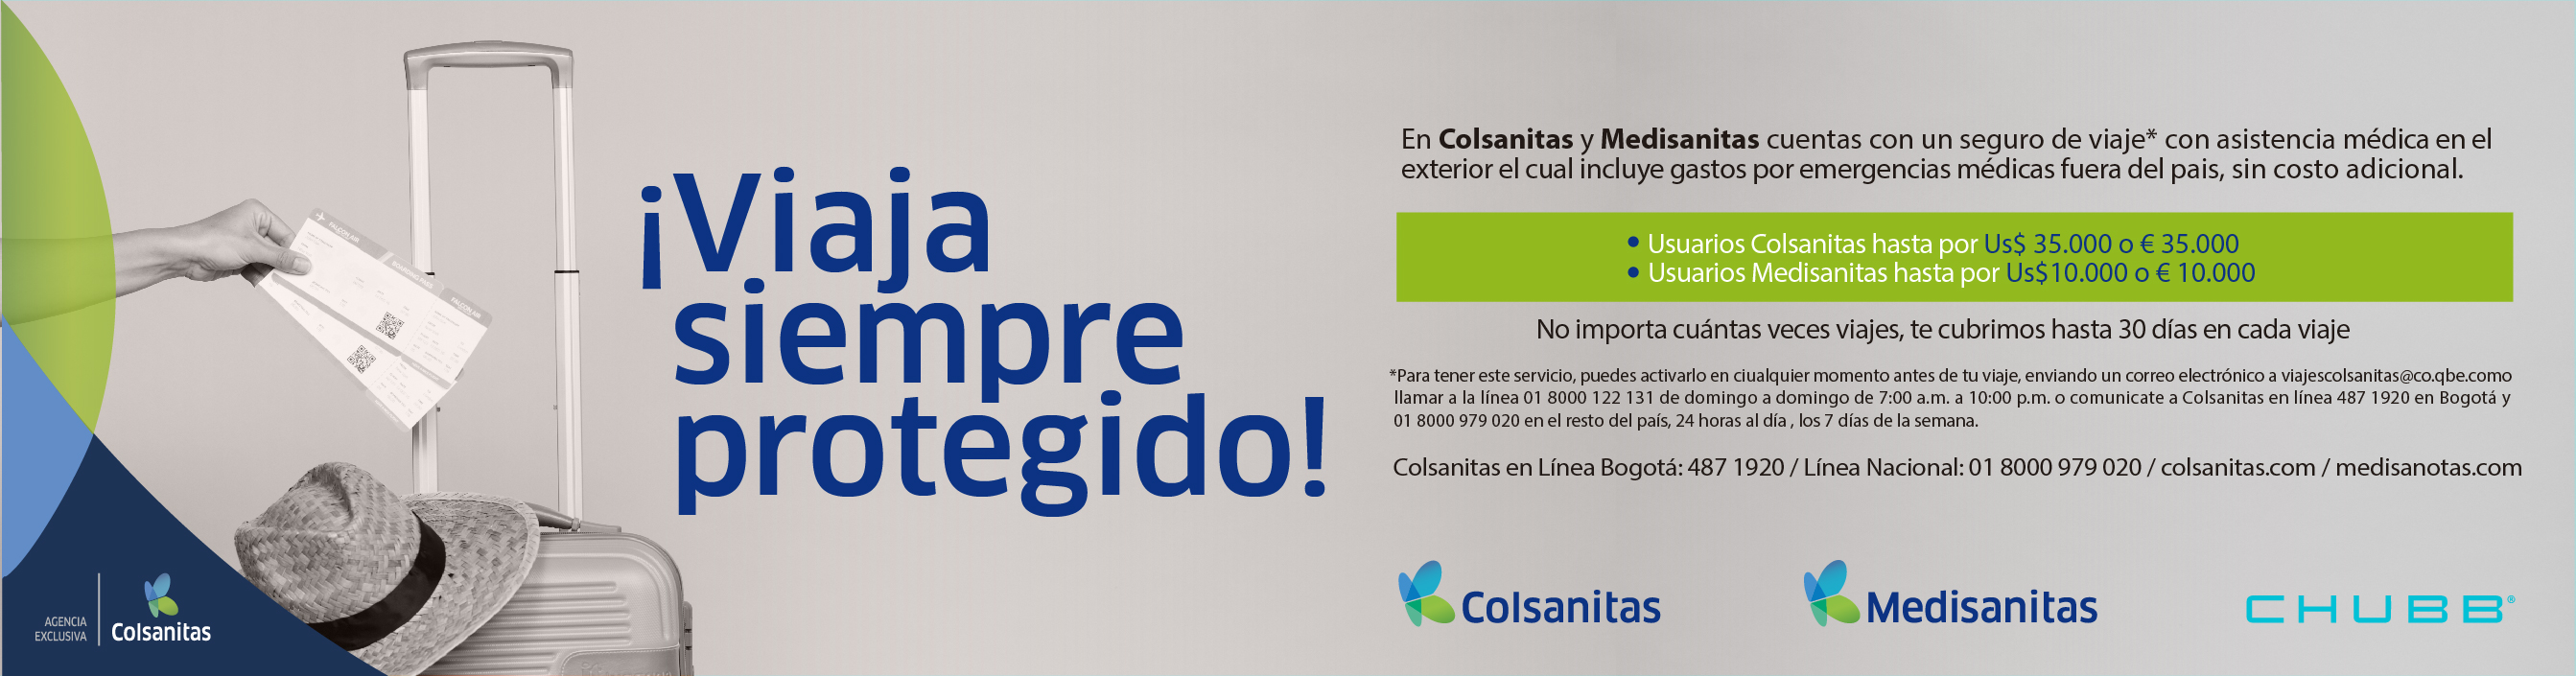 ¡Viaja
siempre
protegido!
En Colsanitas y Medisanitas cuentas con un seguro de viaje* con asistencia médica en el
exterior el cual incluye gastos por emergencias médicas fuera del pais, sin costo adicional.
• Usuarios Colsanitas hasta por Us$ 35.000 o € 35.000
• Usuarios Medisanitas hasta por Us$10.000 o € 10.000
No importa cuántas veces viajes, te cubrimos hasta 30 días en cada viaje
*Para tener este servicio, puedes activarlo en ciualquier momento antes de tu viaje, enviando un correo electrónico a viajescolsanitas@co.qbe.como
llamar a la línea 01 8000 122 131 de domingo a domingo de 7:00 a.m. a 10:00 p.m. o comunicate a Colsanitas en línea 487 1920 en Bogotá y
01 8000 979 020 en el resto del país, 24 horas al día , los 7 días de la semana.
Colsanitas en Línea Bogotá: 487 1920 / Línea Nacional: 01 8000 979 020 / colsanitas.com / medisanotas.com
Colsanitas
Medisanitas
CHUBB®
AGENCIA
EXCLUSIVA
Colsanitas
FALCON AIR
BOARDING PASS
FALCON AIR